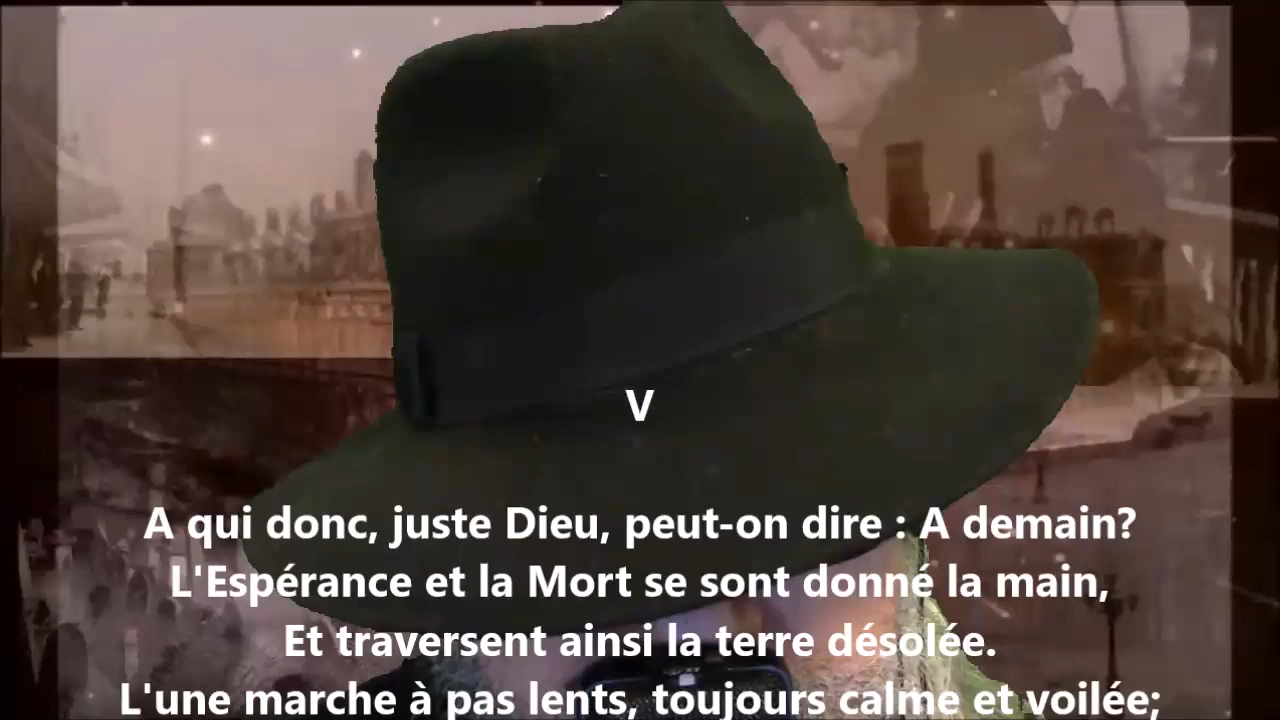 V
A qui donc, juste Dieu, peut-on dire : A demain?
L'Espérance et la Mort se sont donné la main,
Et traversent ainsi la terre désolée.
L'une marche à pas lents, toujours calme et voilée;